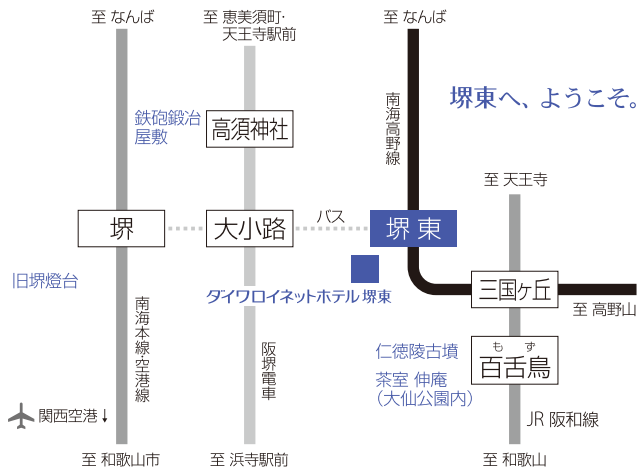 至 なんば
至 恵美須町・
天王寺駅前
至 なんば
堺東へ、ようこそ。
鉄砲鍛冶
屋敷
高須神社
南海高野線
至 天王寺
堺
大小路
バス
堺東
旧堺燈台
ダイワロイネットホテル 堺東
三国ヶ丘
至 高野山
南海本線・空港線
阪堺電車
仁徳陵古墳
もず
百舌鳥
茶室 伸庵
（大仙公園内）
関西空港↓
JR 阪和線
至 和歌山市
至 浜寺駅前
至 和歌山